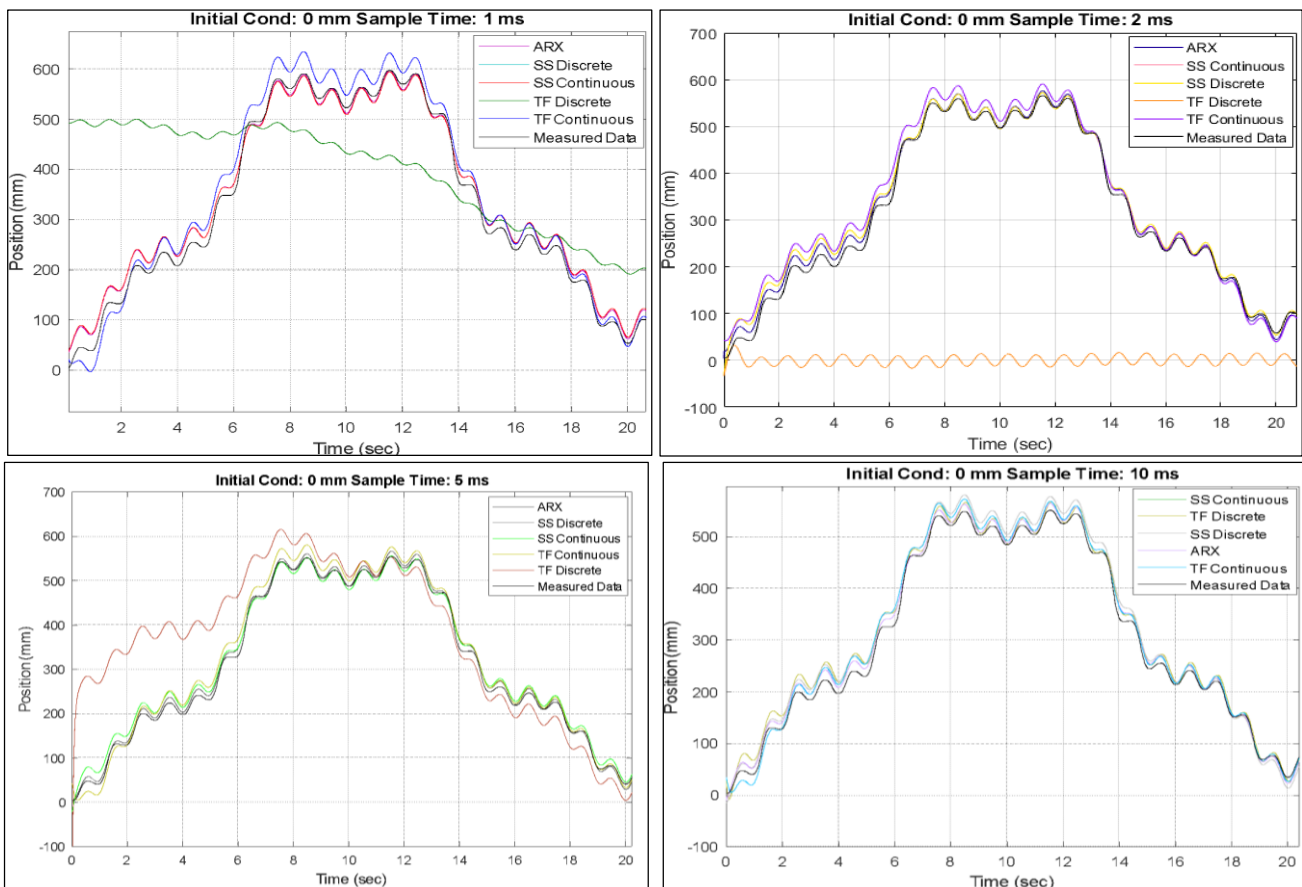 Initial Cond: 0 mm Sample Time: 1 ms
ARX
SS Discrete
SS Continuous
TF Discrete
TF Continuous
Measured Data
600
500
400
300
200
100
0
Position (mm)
2 4 6 8 10 12 14 16 18 20
Time (sec)
Initial Cond: 0 mm Sample Time: 2 ms
ARX
SS Continuous
SS Discrete
TF Discrete
TF Continuous
Measured Data
700
600
500
400
300
200
100
0
-100
Position (mm)
0 2 4 6 8 10 12 14 16 18 20
Time (sec)
Initial Cond: 0 mm Sample Time: 5 ms
ARX
SS Discrete
SS Continuous
TF Continuous
TF Discrete
Measured Data
700
600
500
400
300
200
100
0
-100
Position (mm)
0 2 4 6 8 10 12 14 16 18 20
Time (sec)
Initial Cond: 0 mm Sample Time: 10 ms
SS Continuous
TF Discrete
SS Discrete
ARX
TF Continuous
Measured Data
500
400
300
200
100
0
-100
Position (mm)
0 2 4 6 8 10 12 14 16 18 20
Time (sec)